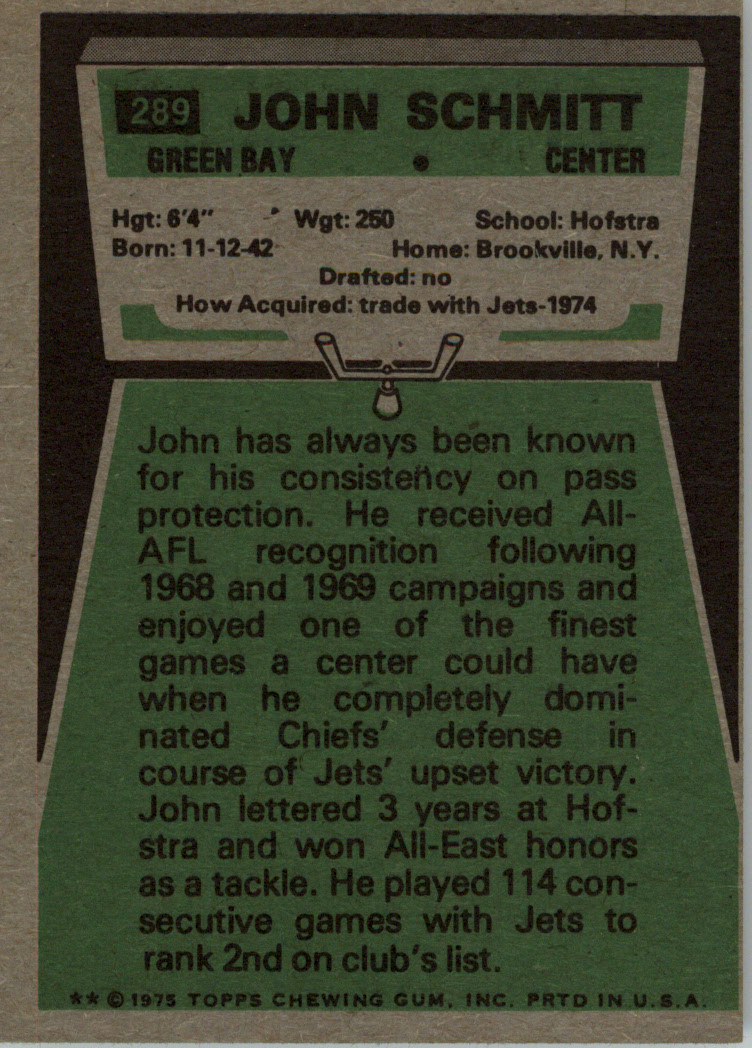 289 JOHN SCHMITT
GREEN BAY • CENTER
Hgt: 6'4" Wgt: 250 School: Hofstra
Born: 11-12-42 Home: Brookville, N.Y.
Drafted: no
How Acquired: trade with Jets-1974
John has always been known
for his consistency on pass
protection. He received All-
AFL recognition following
1968 and 1969 campaigns and
enjoyed one of the finest
games a center could have
when he completely domi-
nated Chiefs' defense in
course of Jets' upset victory.
John lettered 3 years at Hof-
stra and won All-East honors
as a tackle. He played 114 con-
secutive games with Jets to
rank 2nd on club's list.
**©1975 TOPPS CHEWING GUM, INC. PRTD IN U.S.A.